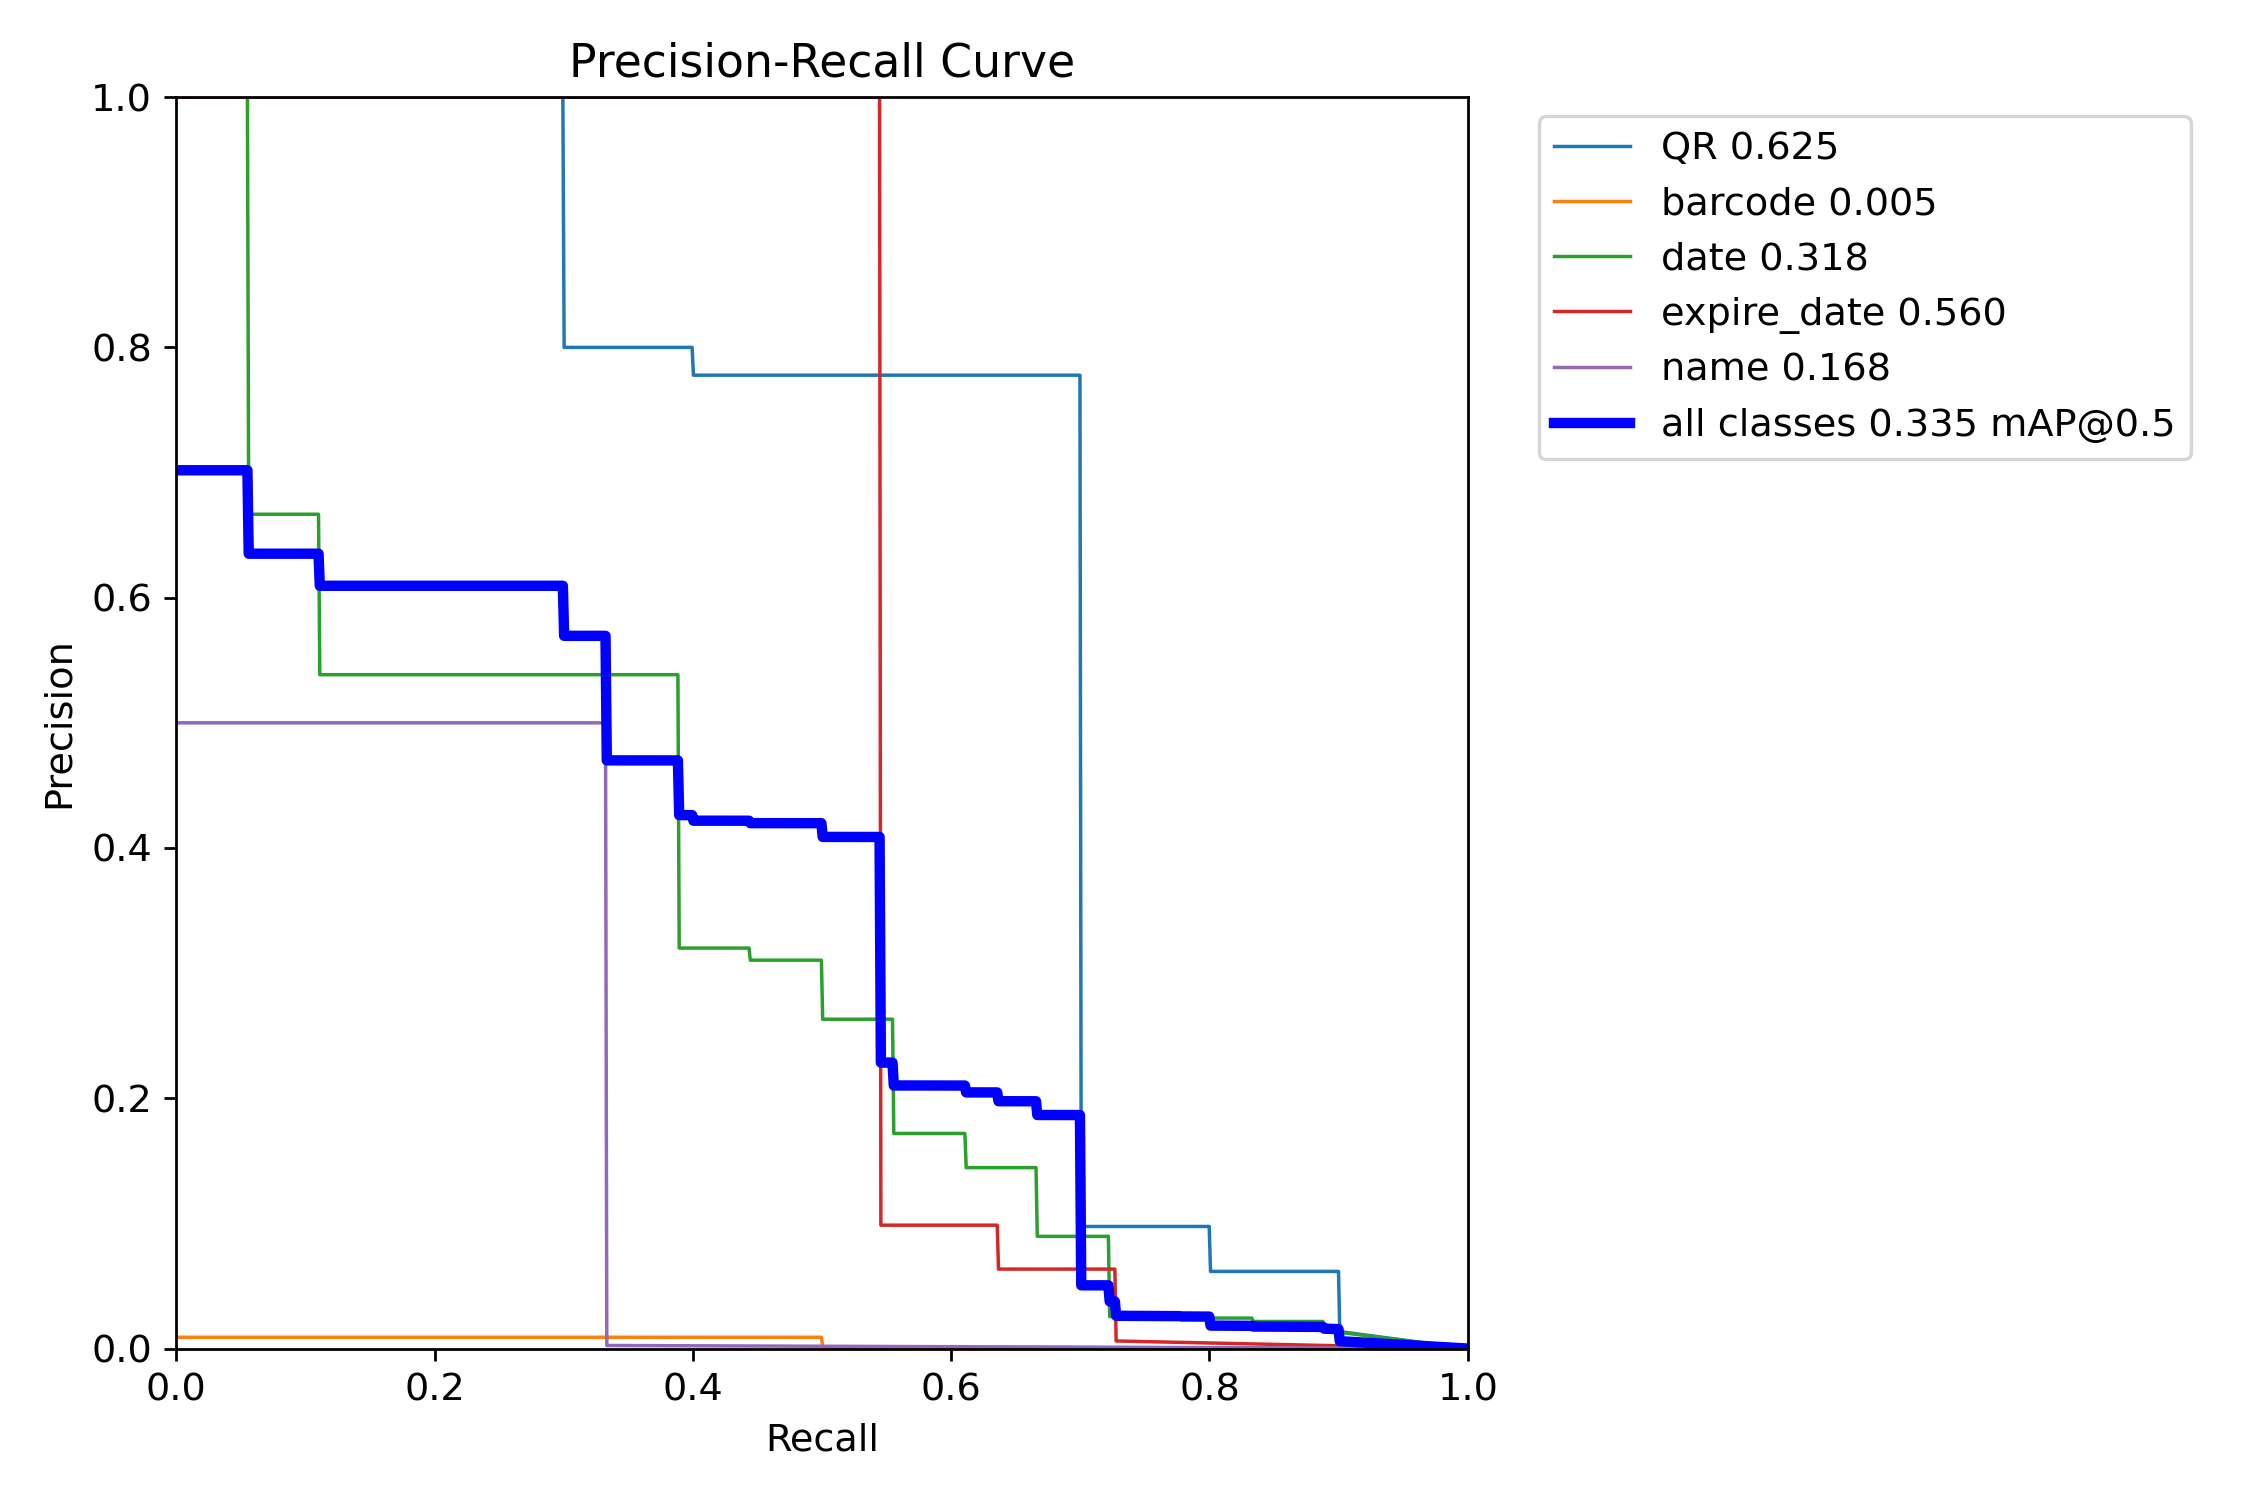 Precision-Recall Curve
1.0
0.8
0.6
0.4
0.2
0.0
Precision
0.0 0.2 0.4 0.6 0.8 1.0
Recall
QR 0.625
barcode 0.005
date 0.318
expire_date 0.560
name 0.168
all classes 0.335 mAP@0.5